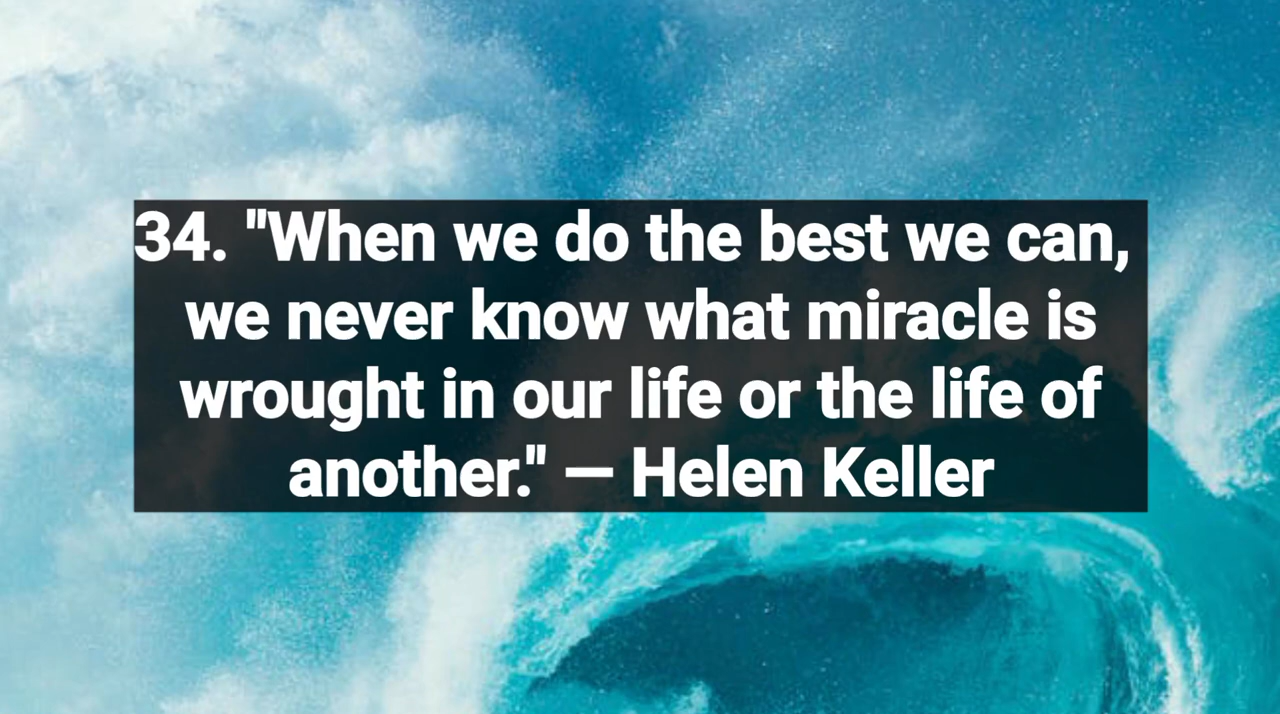 34. "When we do the best we can,
we never know what miracle is
wrought in our life or the life of
another." — Helen Keller